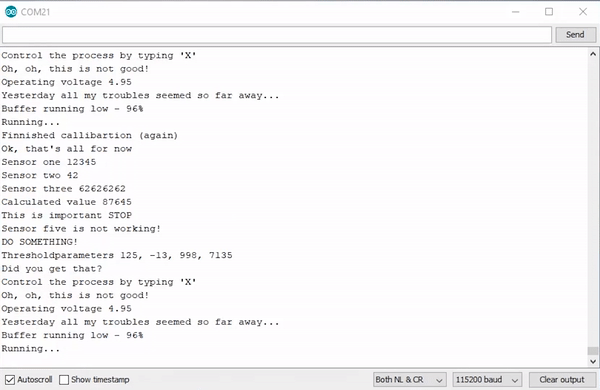 COM21
Send
Control the process by typing 'X'
Oh, oh, this is not good!
Operating voltage 4.95
Yesterday all my troubles seemed so far away...
Buffer running low - 96%
Running...
Finnished callibartion (again)
Ok, that's all for now
Sensor one 12345
Sensor two 42
Sensor three 62626262
Calculated value 87645
This is important STOP
Sensor five is not working!
DO SOMETHING!
Thresholdparameters 125, -13, 998, 7135
Did you get that?
Control the process by typing 'X'
Oh, oh, this is not good!
Operating voltage 4.95
Yesterday all my troubles seemed so far away...
Buffer running low - 96%
Running...
Autoscroll Show timestamp Both NL & CR 115200 baud Clear output